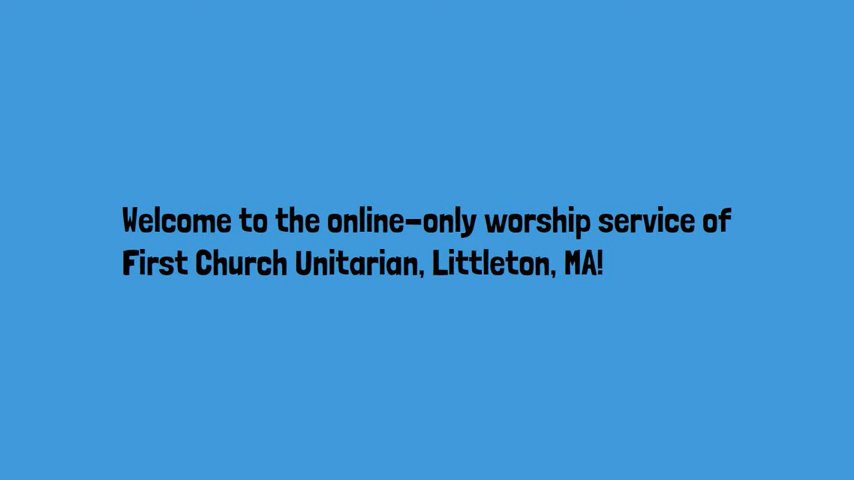 Welcome to the online-only worship service of
First Church Unitarian, Littleton, MA!